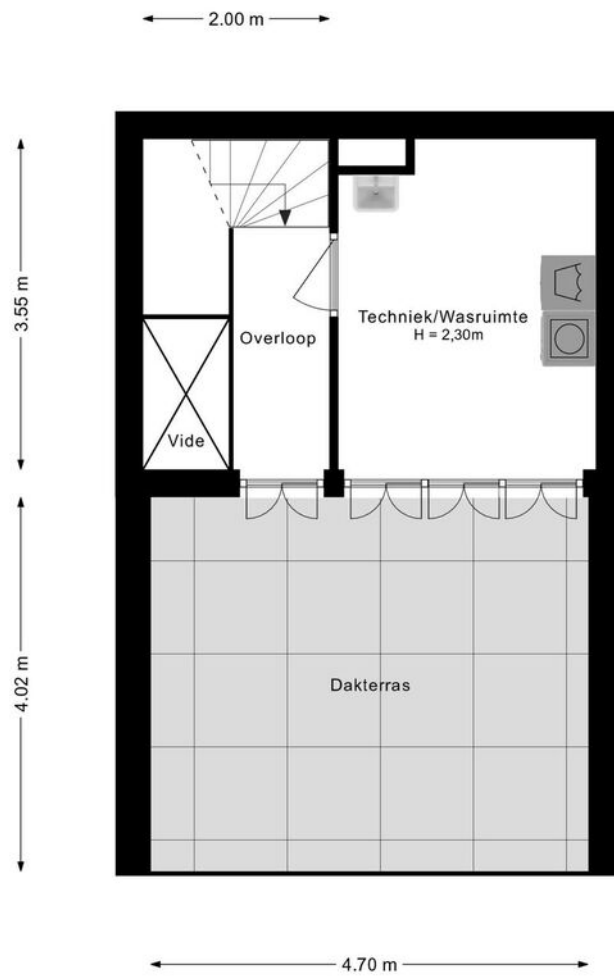 2.00 m
3.55 m
Techniek/Wasruimte
H = 2,30m
Overloop
Vide
4.02 m
Dakterras
4.70 m